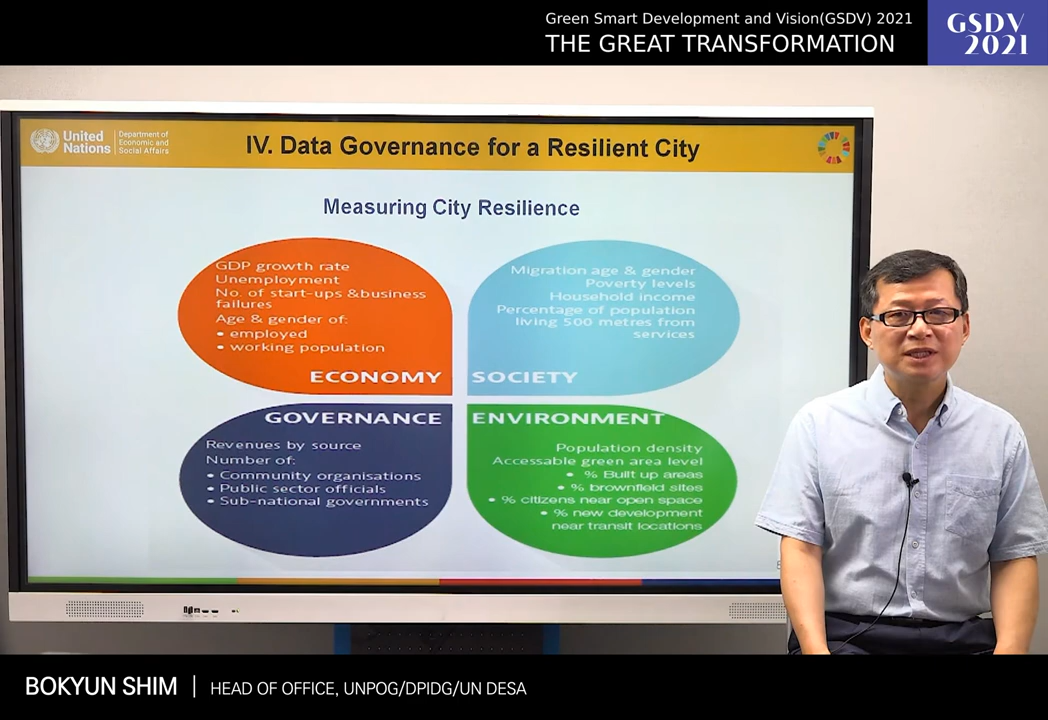 Green Smart Development and Vision(GSDV) 2021
THE GREAT TRANSFORMATION
GSDV
2021
United
Nations
Department of
Economic and
Social Affairs
IV. Data Governance for a Resilient City
Measuring City Resilience
GDP growth rate
Unemployment
No. of start-ups &business
failures
Age & gender of:
• employed
• working population
ECONOMY
Migration age & gender
Poverty levels
Household income
Percentage of population
living 500 metres from
services
SOCIETY
GOVERNANCE
Revenues by source
Number of:
• Community organisations
• Public sector officials
• Sub-national governments
ENVIRONMENT
Population density
Accessable green area level
• % Built up areas
• % brownfield sites
• % citizens near open space
• % new development
near transit locations
BOKYUN SHIM | HEAD OF OFFICE, UNPOG/DPIDG/UN DESA